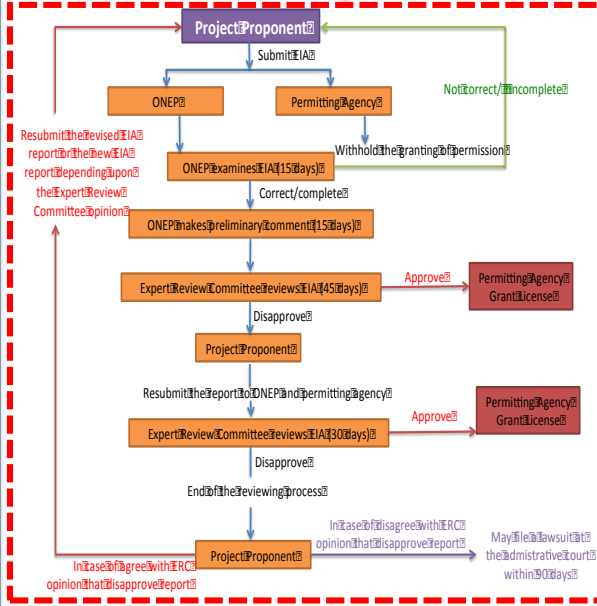 Project Proponent
Submit EIA
ONEP
Permitting Agency
Not correct/ incomplete
Resubmit the revised EIA
report or the new EIA
report depending upon
the Expert Review
Committee opinion
Withhold the granting of permission
ONEP examines EIA (15 days)
Correct/complete
ONEP makes preliminary comment (15 days)
Expert Review Committee reviews EIA (45 days)
Approve
Permitting Agency
Grant License
Disapprove
Project Proponent
Resubmit the report to ONEP and permitting agency
Expert Review Committee reviews EIA (30 days)
Approve
Permitting Agency
Grant License
Disapprove
End of the reviewing process
In case of disagree with ERC
opinion that disapprove report
Project Proponent
May file a lawsuit at
the admistrative court
within 90 days
In case of agree with ERC
opinion that disapprove report